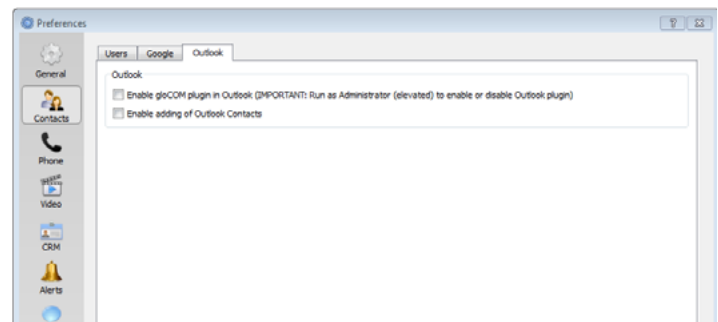 Preferences
Users Google Outlook
General
Outlook
Enable gloCOM plugin in Outlook (IMPORTANT: Run as Administrator (elevated) to enable or disable Outlook plugin)
Enable adding of Outlook Contacts
Contacts
Phone
Video
CRM
Alerts